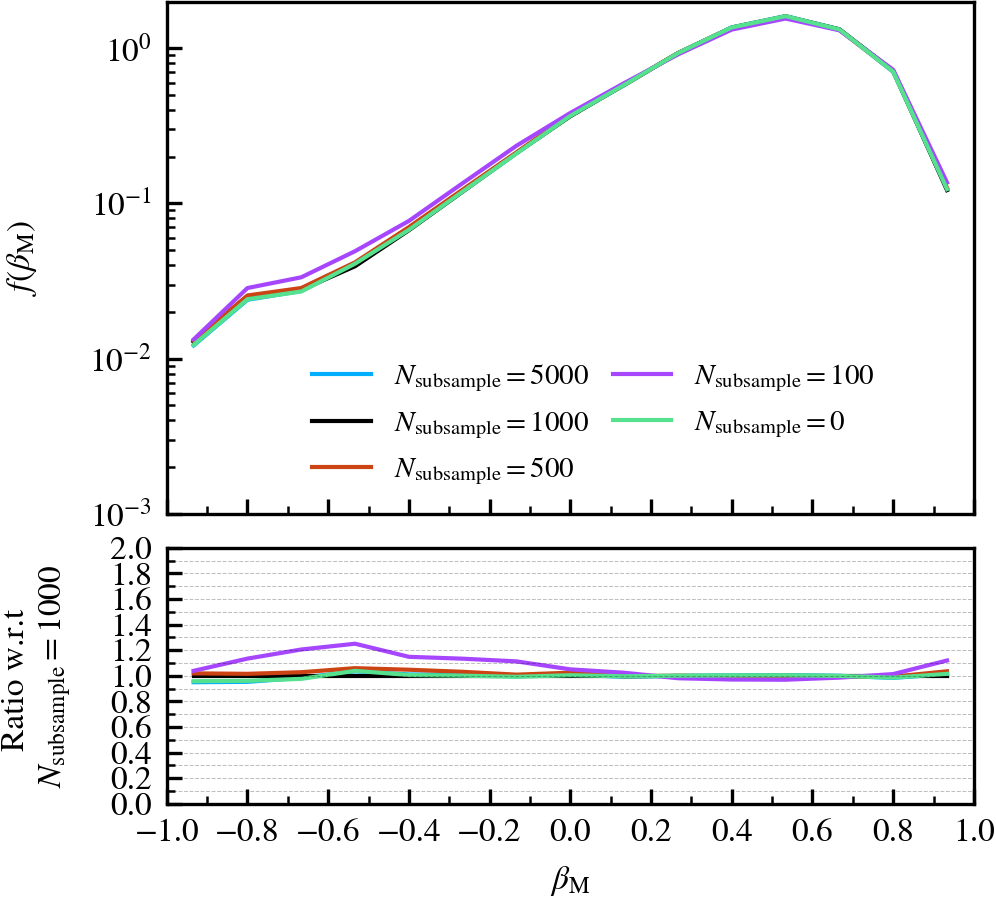 10⁰
10⁻¹
10⁻²
10⁻³
f(β_M)
N_subsample = 5000
N_subsample = 1000
N_subsample = 500
N_subsample = 100
N_subsample = 0
2.0
1.8
1.6
1.4
1.2
1.0
0.8
0.6
0.4
0.2
0.0
Ratio w.r.t
N_subsample = 1000
−1.0 −0.8 −0.6 −0.4 −0.2 0.0 0.2 0.4 0.6 0.8 1.0
β_M